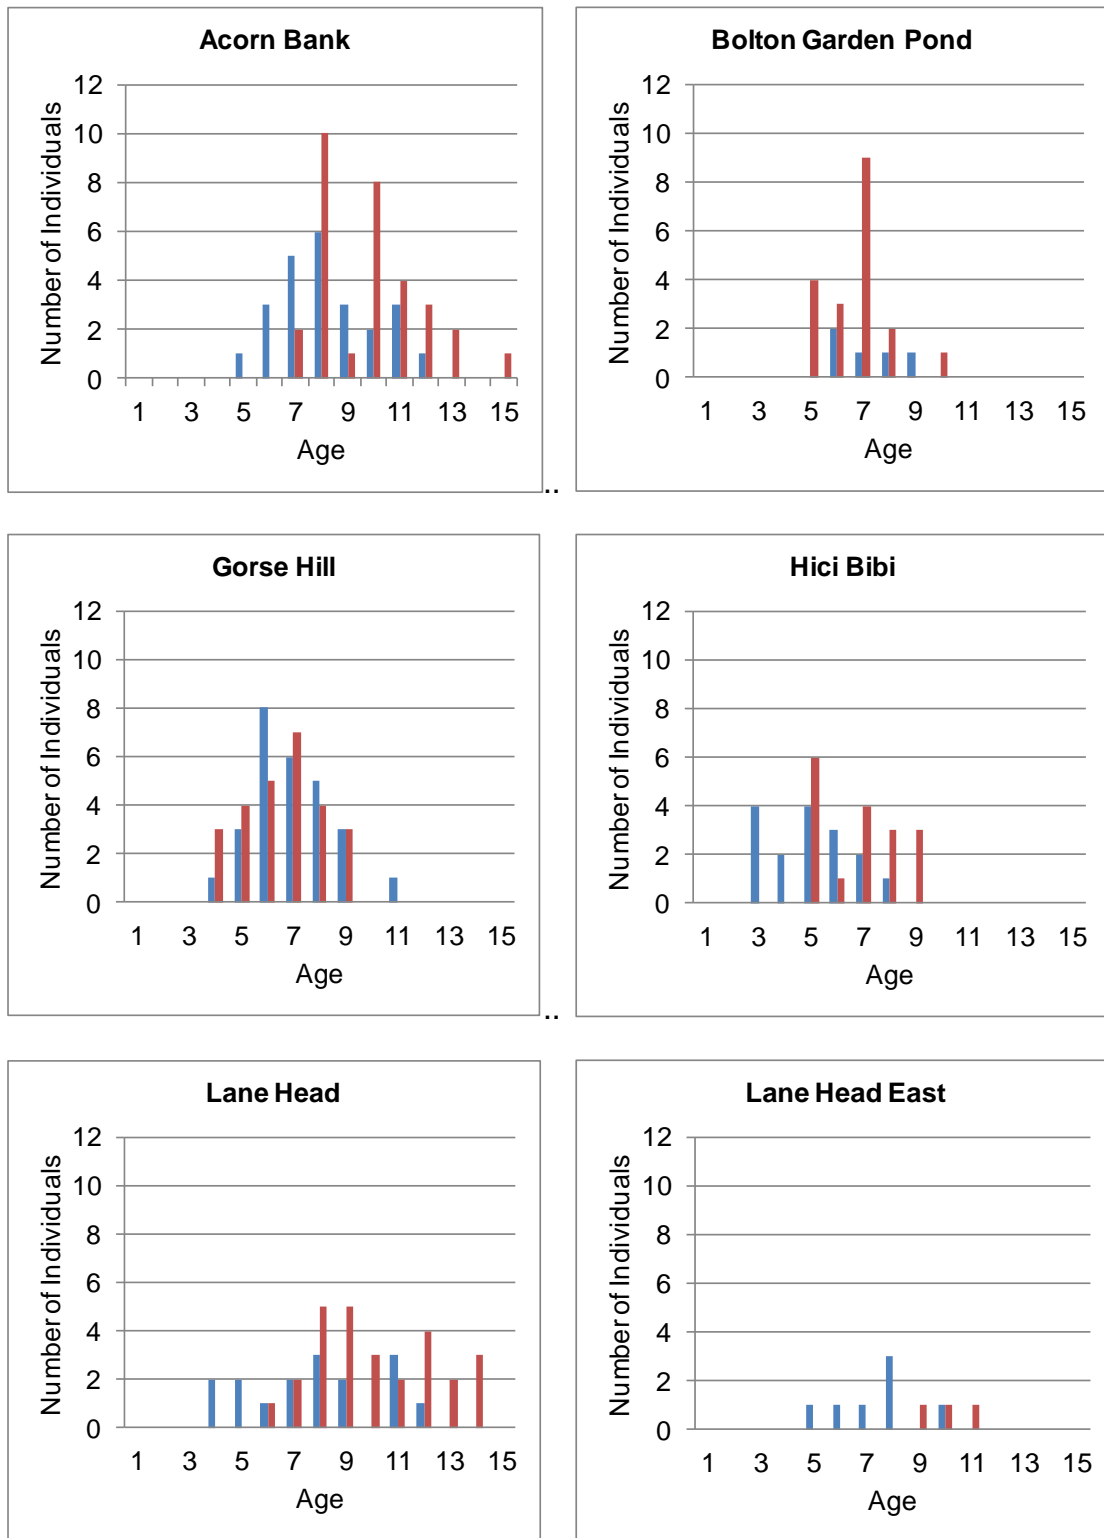 Acorn Bank
Number of Individuals
12
10
8
6
4
2
0
1 3 5 7 9 11 13 15
Age
..
Bolton Garden Pond
Number of Individuals
12
10
8
6
4
2
0
1 3 5 7 9 11 13 15
Age
Gorse Hill
Number of Individuals
12
10
8
6
4
2
0
1 3 5 7 9 11 13 15
Age
..
Hici Bibi
Number of Individuals
12
10
8
6
4
2
0
1 3 5 7 9 11 13 15
Age
Lane Head
Number of Individuals
12
10
8
6
4
2
0
1 3 5 7 9 11 13 15
Age
Lane Head East
Number of Individuals
12
10
8
6
4
2
0
1 3 5 7 9 11 13 15
Age